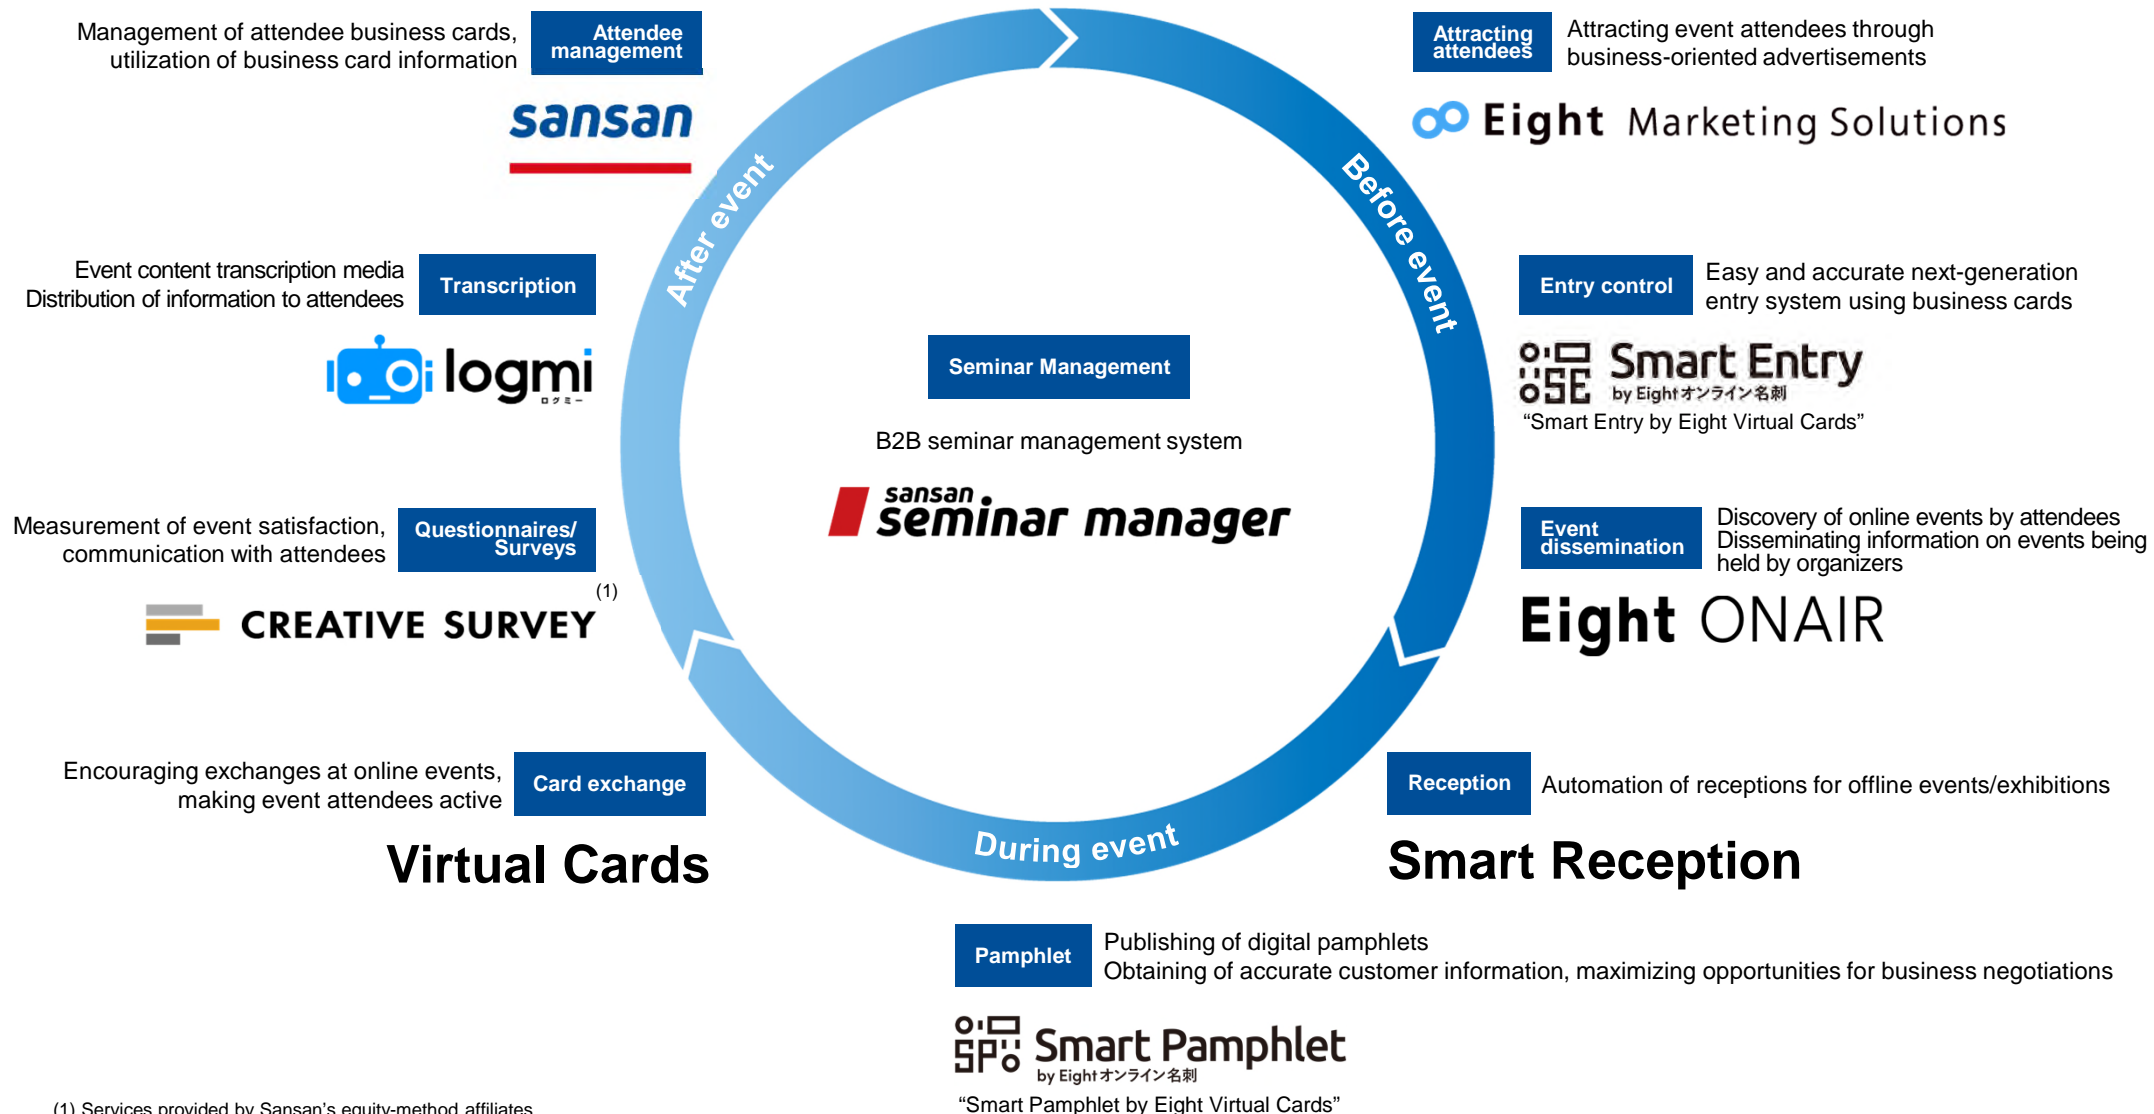 Management of attendee business cards,
utilization of business card information
Attendee
management
sansan
Attracting
attendees
Attracting event attendees through
business-oriented advertisements
Eight Marketing Solutions
After event
Before event
Event content transcription media
Distribution of information to attendees
Transcription
logmi
ログミー
Entry control
Easy and accurate next-generation
entry system using business cards
Smart Entry
by Eightオンライン名刺
“Smart Entry by Eight Virtual Cards”
Seminar Management
B2B seminar management system
sansan
seminar manager
Measurement of event satisfaction,
communication with attendees
Questionnaires/
Surveys
(1)
CREATIVE SURVEY
Event
dissemination
Discovery of online events by attendees
Disseminating information on events being
held by organizers
Eight ONAIR
Encouraging exchanges at online events,
making event attendees active
Card exchange
Virtual Cards
During event
Reception
Automation of receptions for offline events/exhibitions
Smart Reception
Pamphlet
Publishing of digital pamphlets
Obtaining of accurate customer information, maximizing opportunities for business negotiations
Smart Pamphlet
by Eightオンライン名刺
“Smart Pamphlet by Eight Virtual Cards”
(1) Services provided by Sansan’s equity-method affiliates